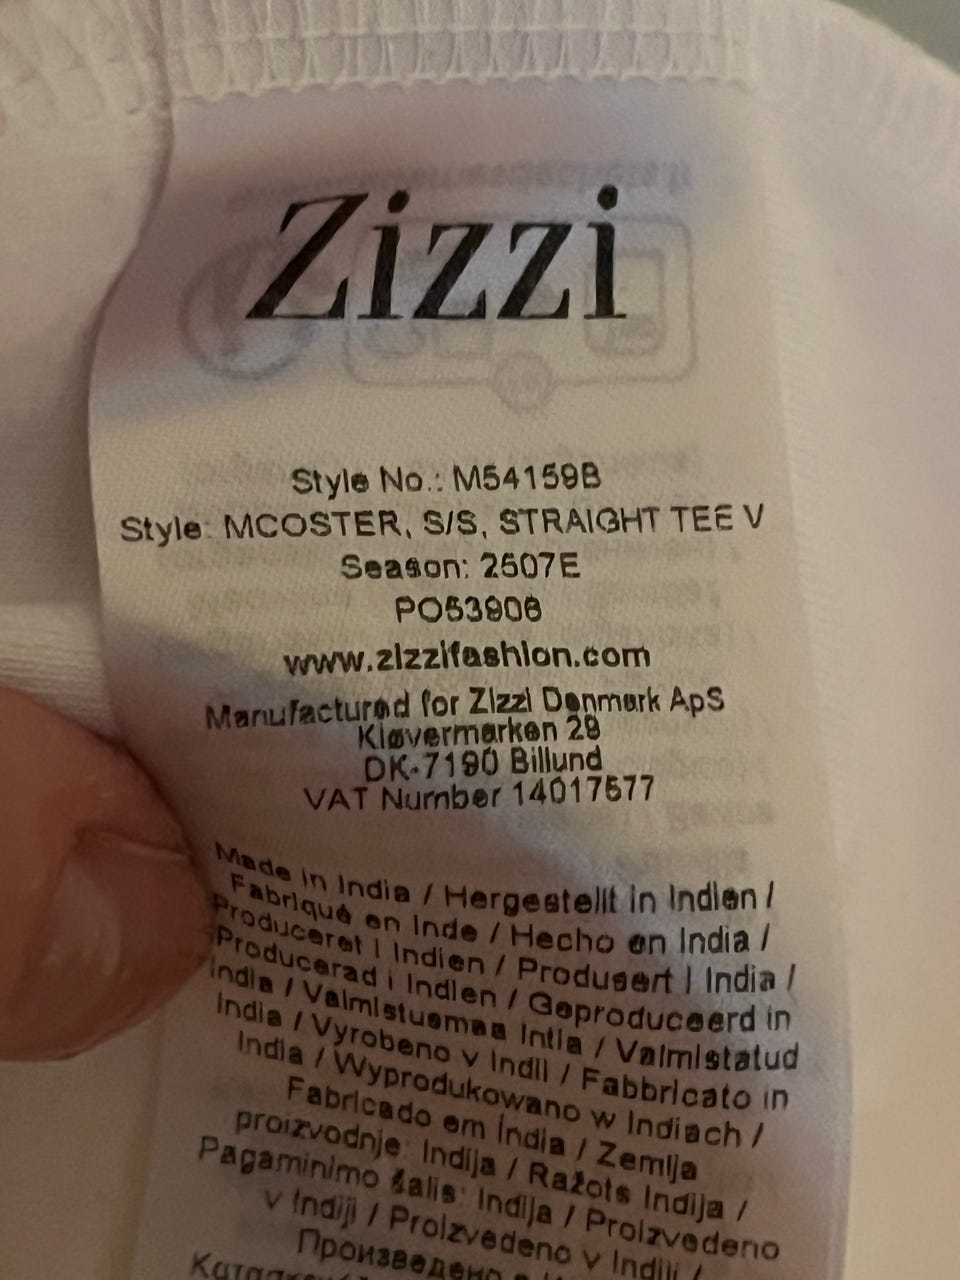 Zizzi
Style No.: M54159B
Style: MCOSTER, S/S, STRAIGHT TEE V
Season: 2507E
PO53906
www.zizzifashion.com
Manufactured for Zizzi Denmark ApS
Kløvermarken 29
DK-7190 Billund
VAT Number 14017577
Made in India / Hergestellt in Indien /
Fabriqué en Inde / Hecho en India /
Produceret i Indien / Produsert i India /
Producerad i Indien / Geproduceerd in
India / Valmistusmaa Intia / Valmistatud
India / Vyrobeno v Indii / Fabbricato in
India / Wyprodukowano w Indiach /
Fabricado em Índia / Zemlja
proizvodnje: Indija / Ražots Indija /
Pagaminimo šalis: Indija / Proizvedeno
v Indiji / Proizvedeno v Indiji /
Произведено в